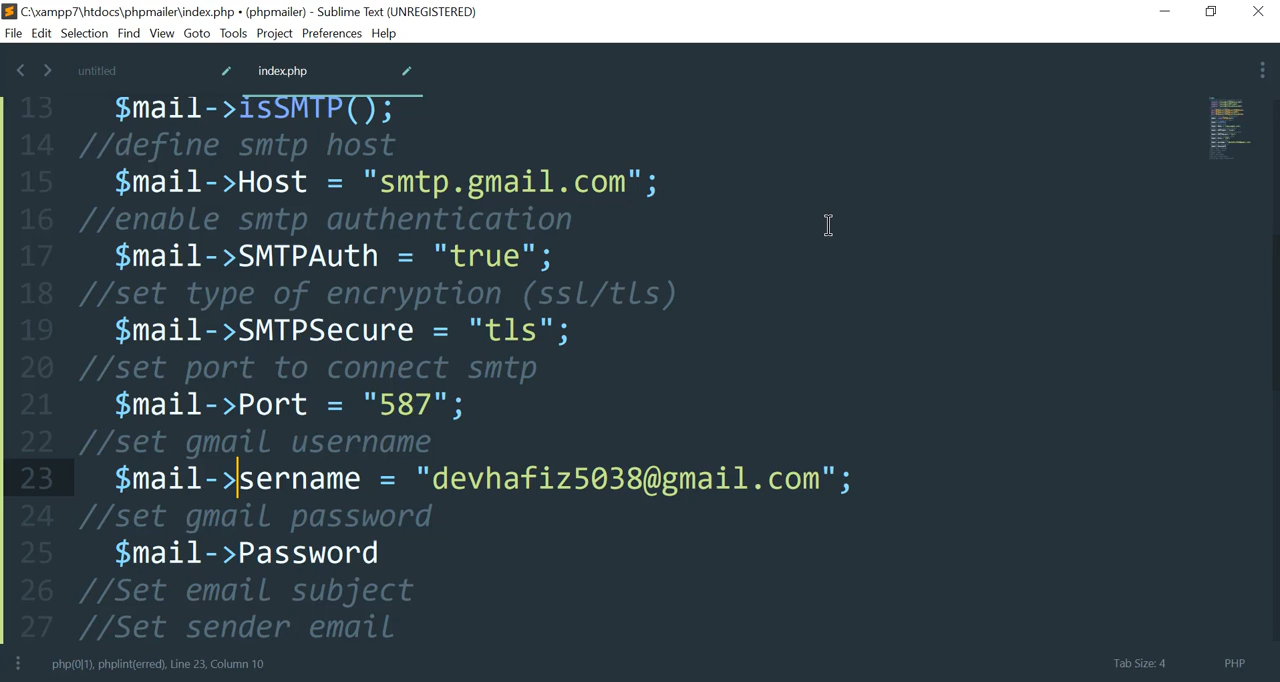 C:\xampp7\htdocs\phpmailer\index.php • (phpmailer) - Sublime Text (UNREGISTERED)
File Edit Selection Find View Goto Tools Project Preferences Help
untitled index.php
13 $mail->isSMTP();
14 //define smtp host
15 $mail->Host = "smtp.gmail.com";
16 //enable smtp authentication
17 $mail->SMTPAuth = "true";
18 //set type of encryption (ssl/tls)
19 $mail->SMTPSecure = "tls";
20 //set port to connect smtp
21 $mail->Port = "587";
22 //set gmail username
23 $mail->sername = "devhafiz5038@gmail.com";
24 //set gmail password
25 $mail->Password
26 //Set email subject
27 //Set sender email
php(0|1), phplint(erred), Line 23, Column 10 Tab Size: 4 PHP